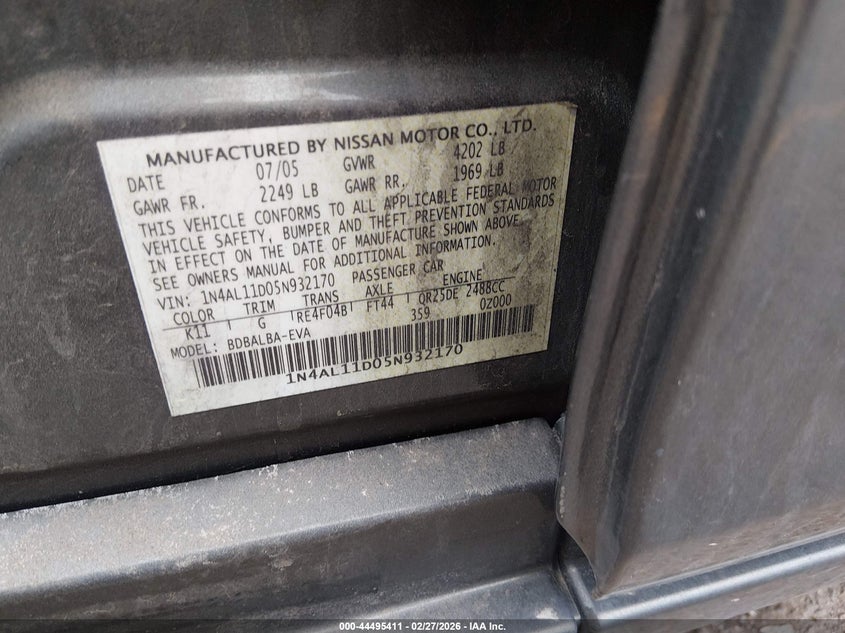 MANUFACTURED BY NISSAN MOTOR CO., LTD.
DATE 07/05 GVWR 4202 LB
GAWR FR. 2249 LB GAWR RR. 1969 LB
THIS VEHICLE CONFORMS TO ALL APPLICABLE FEDERAL MOTOR
VEHICLE SAFETY, BUMPER AND THEFT PREVENTION STANDARDS
IN EFFECT ON THE DATE OF MANUFACTURE SHOWN ABOVE.
SEE OWNERS MANUAL FOR ADDITIONAL INFORMATION.
VIN: 1N4AL11D05N932170 PASSENGER CAR
COLOR TRIM TRANS AXLE ENGINE
K11 G RE4F04B FT44 QR25DE 2488CC
MODEL: BDBALBA-EVA 359 0Z000
1N4AL11D05N932170
000-44495411 - 02/27/2026 - IAA Inc.